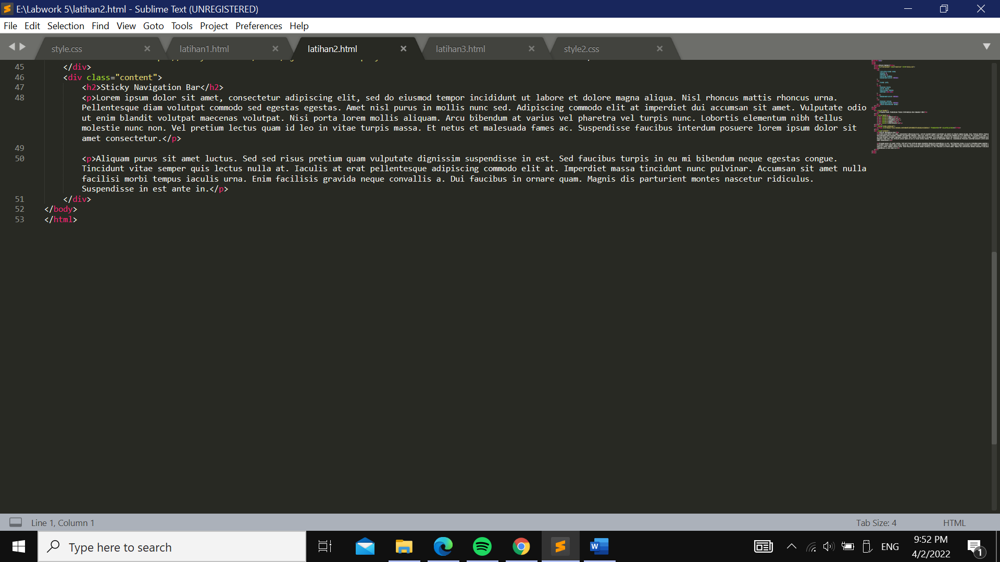 E:\Labwork 5\latihan2.html - Sublime Text (UNREGISTERED)
File Edit Selection Find View Goto Tools Project Preferences Help
style.css latihan1.html latihan2.html latihan3.html style2.css
45 </div>
46 <div class="content">
47 <h2>Sticky Navigation Bar</h2>
48 <p>Lorem ipsum dolor sit amet, consectetur adipiscing elit, sed do eiusmod tempor incididunt ut labore et dolore magna aliqua. Nisl rhoncus mattis rhoncus urna.
Pellentesque diam volutpat commodo sed egestas egestas. Amet nisl purus in mollis nunc sed. Adipiscing commodo elit at imperdiet dui accumsan sit amet. Vulputate odio
ut enim blandit volutpat maecenas volutpat. Nisi porta lorem mollis aliquam. Arcu bibendum at varius vel pharetra vel turpis nunc. Lobortis elementum nibh tellus
molestie nunc non. Vel pretium lectus quam id leo in vitae turpis massa. Et netus et malesuada fames ac. Suspendisse faucibus interdum posuere lorem ipsum dolor sit
amet consectetur.</p>
49
50 <p>Aliquam purus sit amet luctus. Sed sed risus pretium quam vulputate dignissim suspendisse in est. Sed faucibus turpis in eu mi bibendum neque egestas congue.
Tincidunt vitae semper quis lectus nulla at. Iaculis at erat pellentesque adipiscing commodo elit at. Imperdiet massa tincidunt nunc pulvinar. Accumsan sit amet nulla
facilisi morbi tempus iaculis urna. Enim facilisis gravida neque convallis a. Dui faucibus in ornare quam. Magnis dis parturient montes nascetur ridiculus.
Suspendisse in est ante in.</p>
51 </div>
52 </body>
53 </html>
Line 1, Column 1 Tab Size: 4 HTML
Type here to search
ENG
9:52 PM
4/2/2022
1